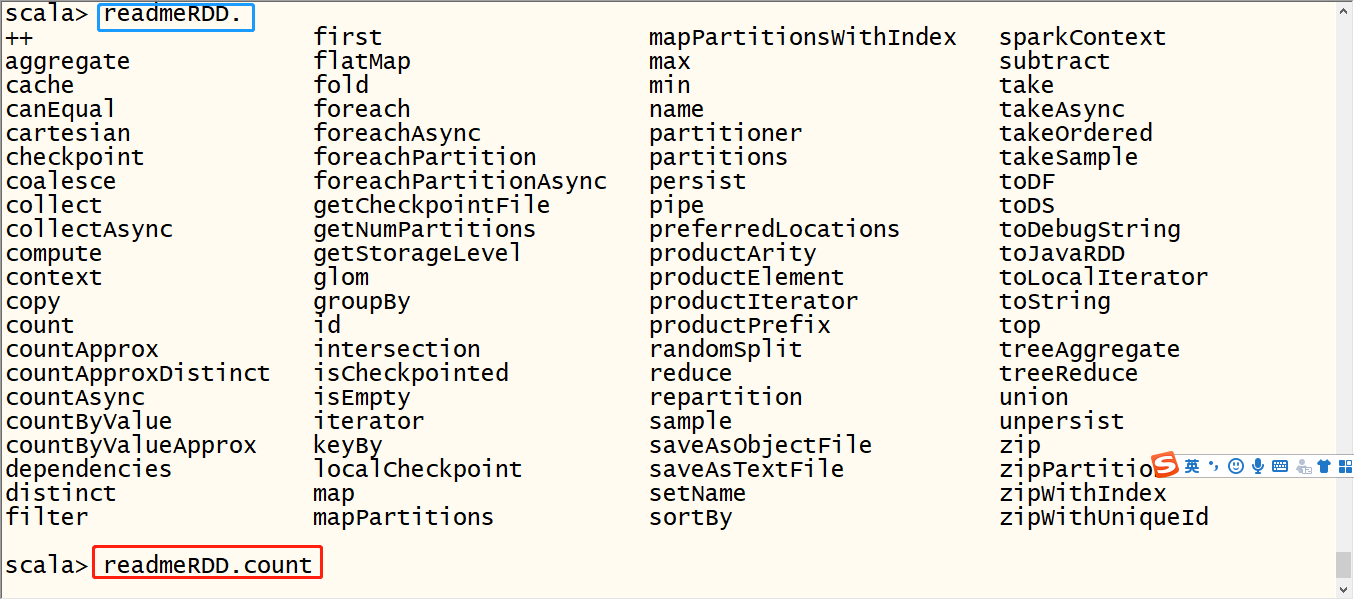 scala> readmeRDD.
++ first mapPartitionsWithIndex sparkContext
aggregate flatMap max subtract
cache fold min take
canEqual foreach name takeAsync
cartesian foreachAsync partitioner takeOrdered
checkpoint foreachPartition partitions takeSample
coalesce foreachPartitionAsync persist toDF
collect getCheckpointFile pipe toDS
collectAsync getNumPartitions preferredLocations toDebugString
compute getStorageLevel productArity toJavaRDD
context glom productElement toLocalIterator
copy groupBy productIterator toString
count id productPrefix top
countApprox intersection randomSplit treeAggregate
countApproxDistinct isCheckpointed reduce treeReduce
countAsync isEmpty repartition union
countByValue iterator sample unpersist
countByValueApprox keyBy saveAsObjectFile zip
dependencies localCheckpoint saveAsTextFile zipPartitio
英
distinct map setName zipWithIndex
filter mapPartitions sortBy zipWithUniqueId
scala> readmeRDD.count